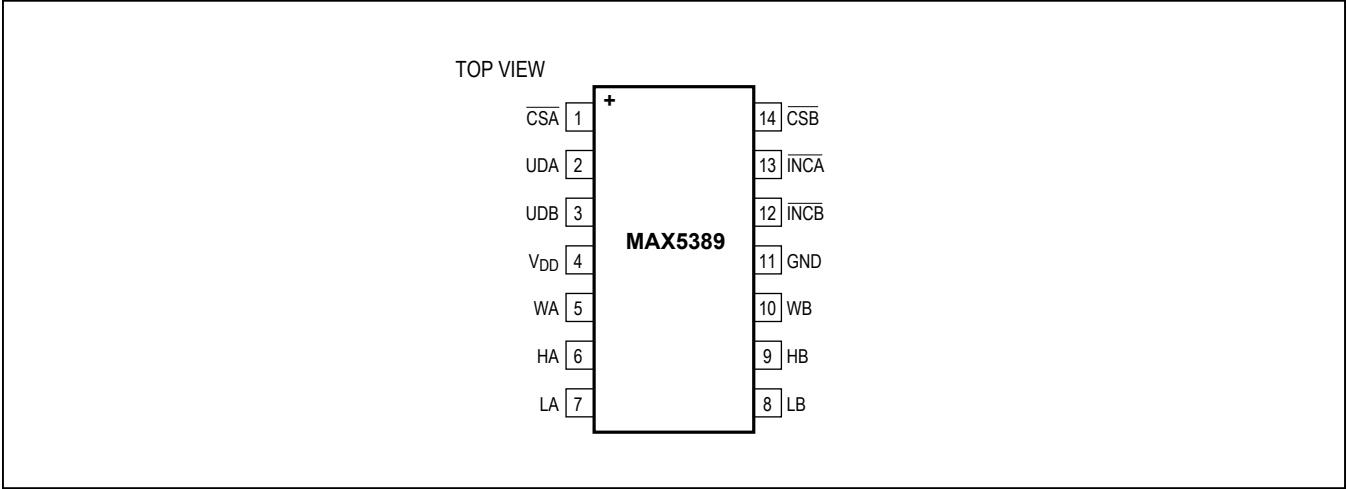 TOP VIEW
+
CSA 1
14 CSB
UDA 2
13 INCA
UDB 3
12 INCB
MAX5389
VDD 4
11 GND
WA 5
10 WB
HA 6
9 HB
LA 7
8 LB